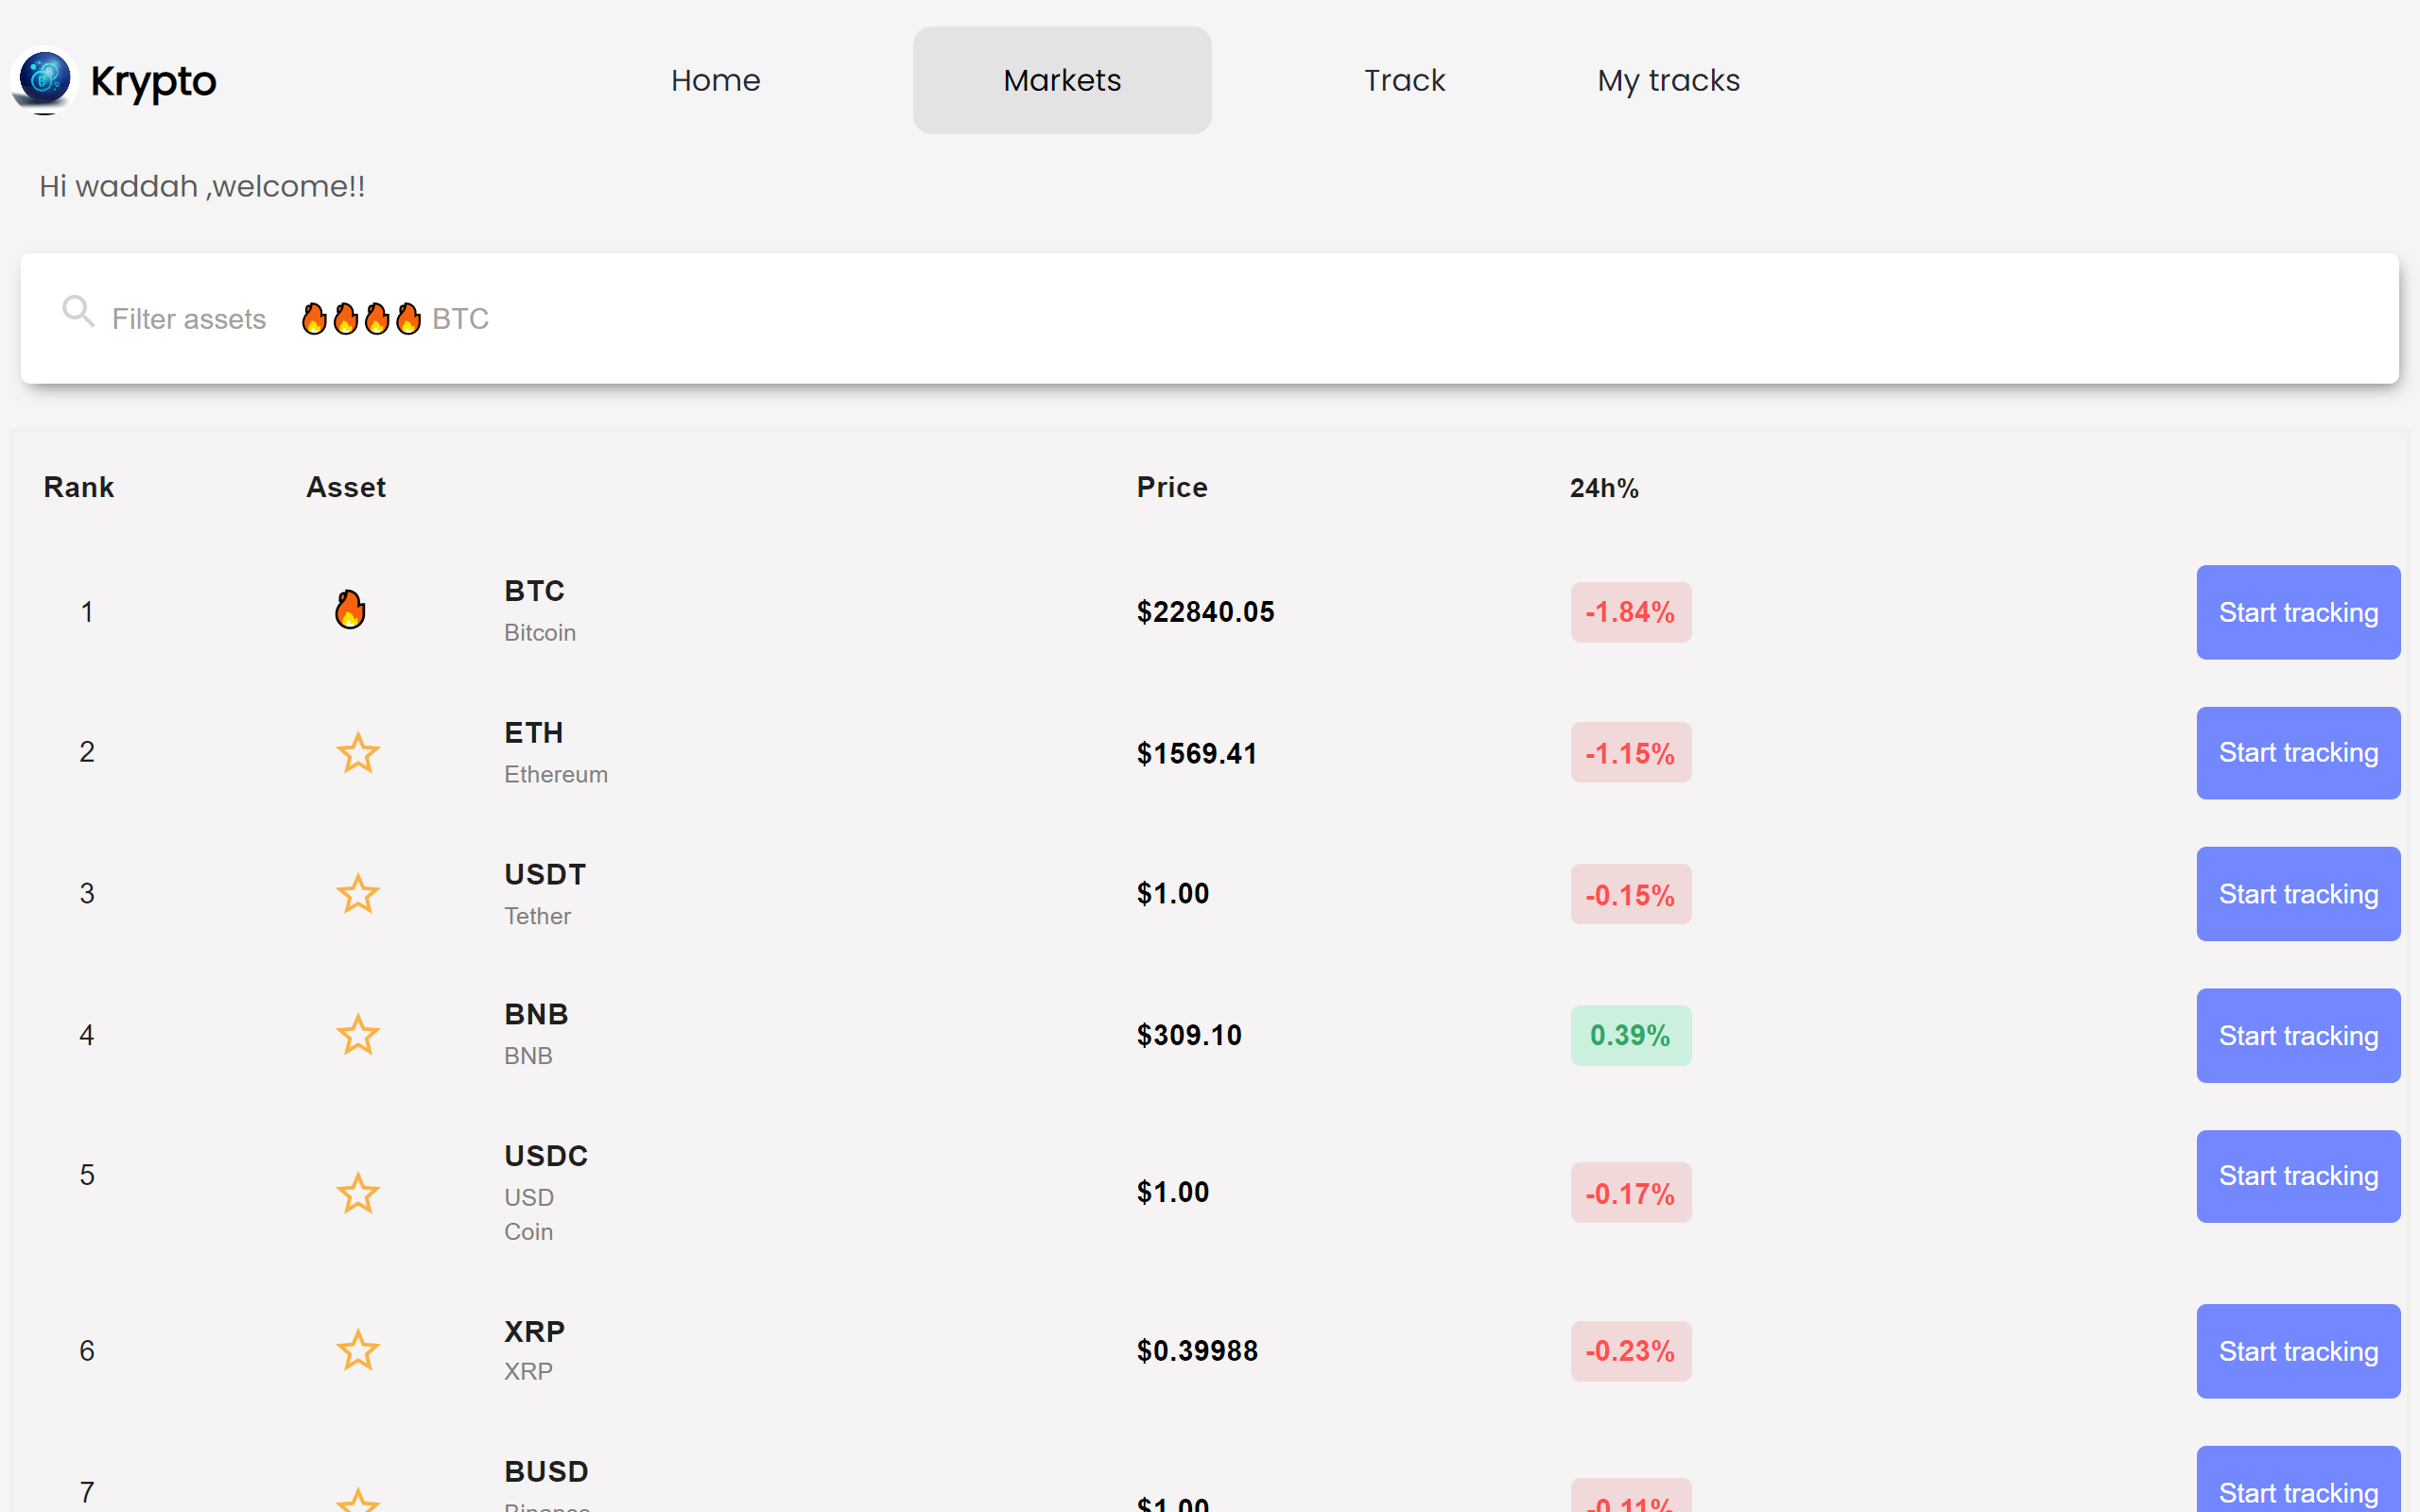 Krypto
Home Markets Track My tracks
Hi waddah ,welcome!!
Filter assets 🔥🔥🔥🔥 BTC
Rank Asset Price 24h%
1 🔥 BTC $22840.05 -1.84% Start tracking
Bitcoin
2 ETH $1569.41 -1.15% Start tracking
Ethereum
3 USDT $1.00 -0.15% Start tracking
Tether
4 BNB $309.10 0.39% Start tracking
BNB
5 USDC $1.00 -0.17% Start tracking
USD
Coin
6 XRP $0.39988 -0.23% Start tracking
XRP
7 BUSD $1.00 -0.11% Start tracking
Binance